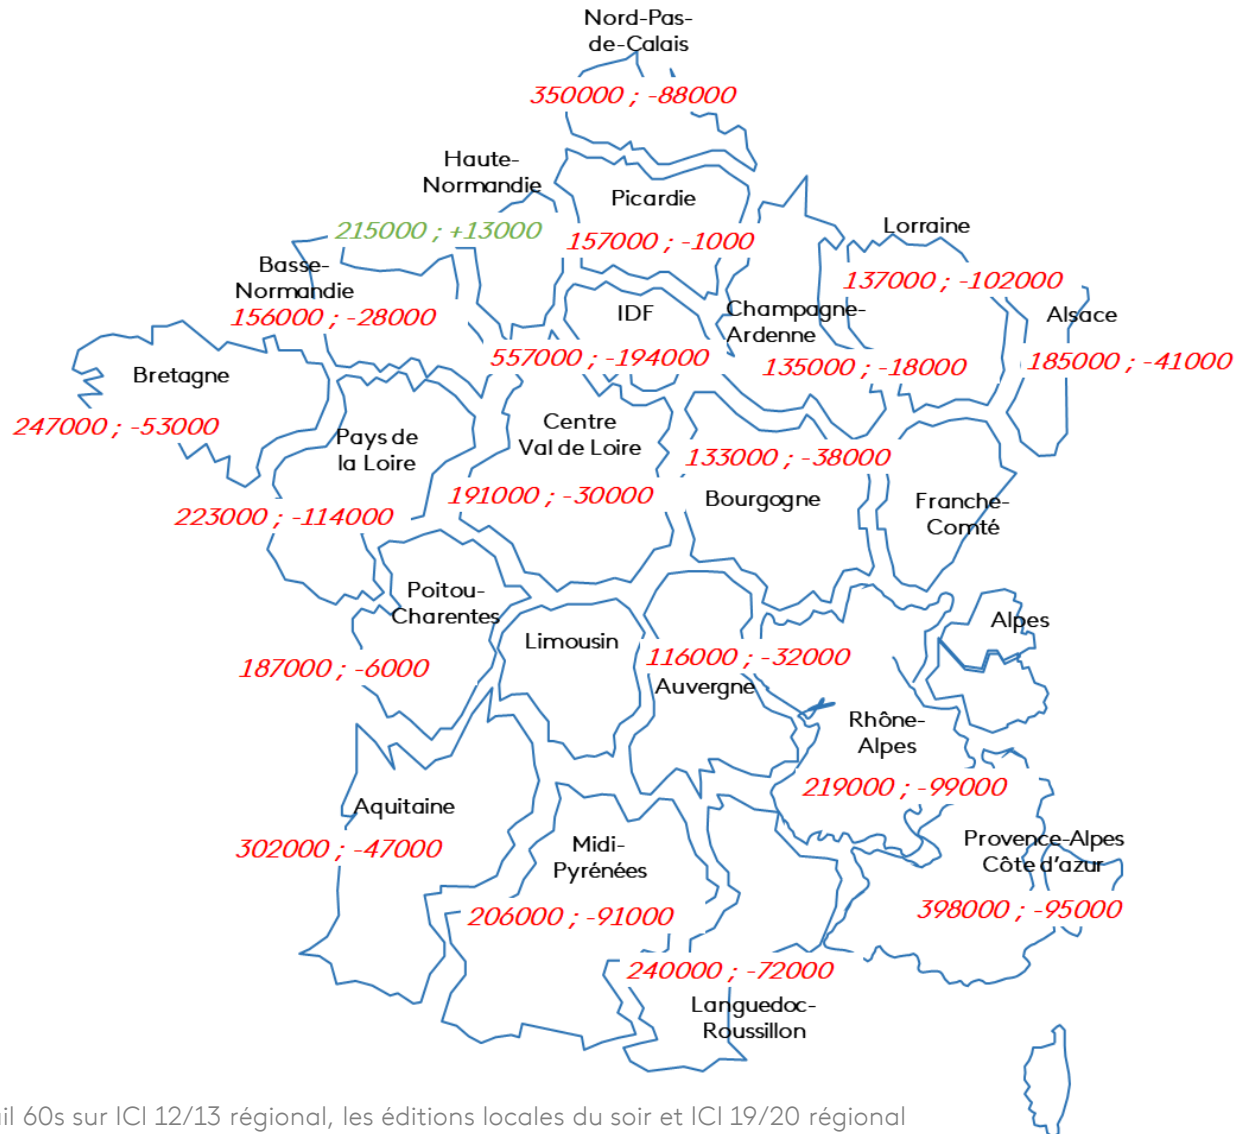 Nord-Pas-
de-Calais
350000 ; -88000
Haute-
Normandie
215000 ; +13000
Picardie
157000 ; -1000
Lorraine
137000 ; -102000
Basse-
Normandie
156000 ; -28000
IDF
557000 ; -194000
Champagne-
Ardenne
135000 ; -18000
Alsace
185000 ; -41000
Bretagne
247000 ; -53000
Pays de
la Loire
223000 ; -114000
Centre
Val de Loire
191000 ; -30000
133000 ; -38000
Bourgogne
Franche-
Comté
Poitou-
Charentes
187000 ; -6000
Limousin
116000 ; -32000
Auvergne
Alpes
Rhône-
Alpes
219000 ; -99000
Aquitaine
302000 ; -47000
Midi-
Pyrénées
206000 ; -91000
Provence-Alpes
Côte d'azur
398000 ; -95000
240000 ; -72000
Languedoc-
Roussillon
60s sur ICI 12/13 régional, les éditions locales du soir et ICI 19/20 régional